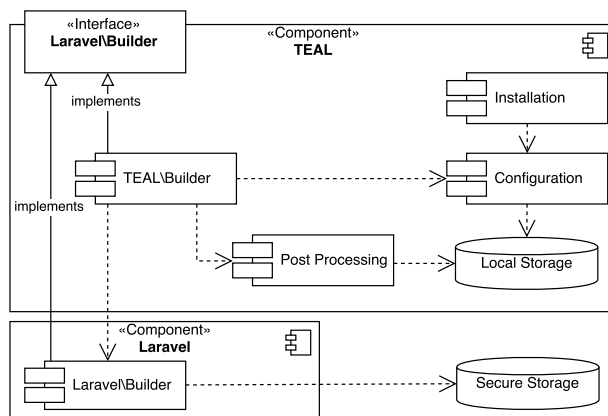 «Interface»
Laravel\Builder
«Component»
TEAL
implements
Installation
TEAL\Builder
Configuration
implements
Post Processing
Local Storage
«Component»
Laravel
Laravel\Builder
Secure Storage